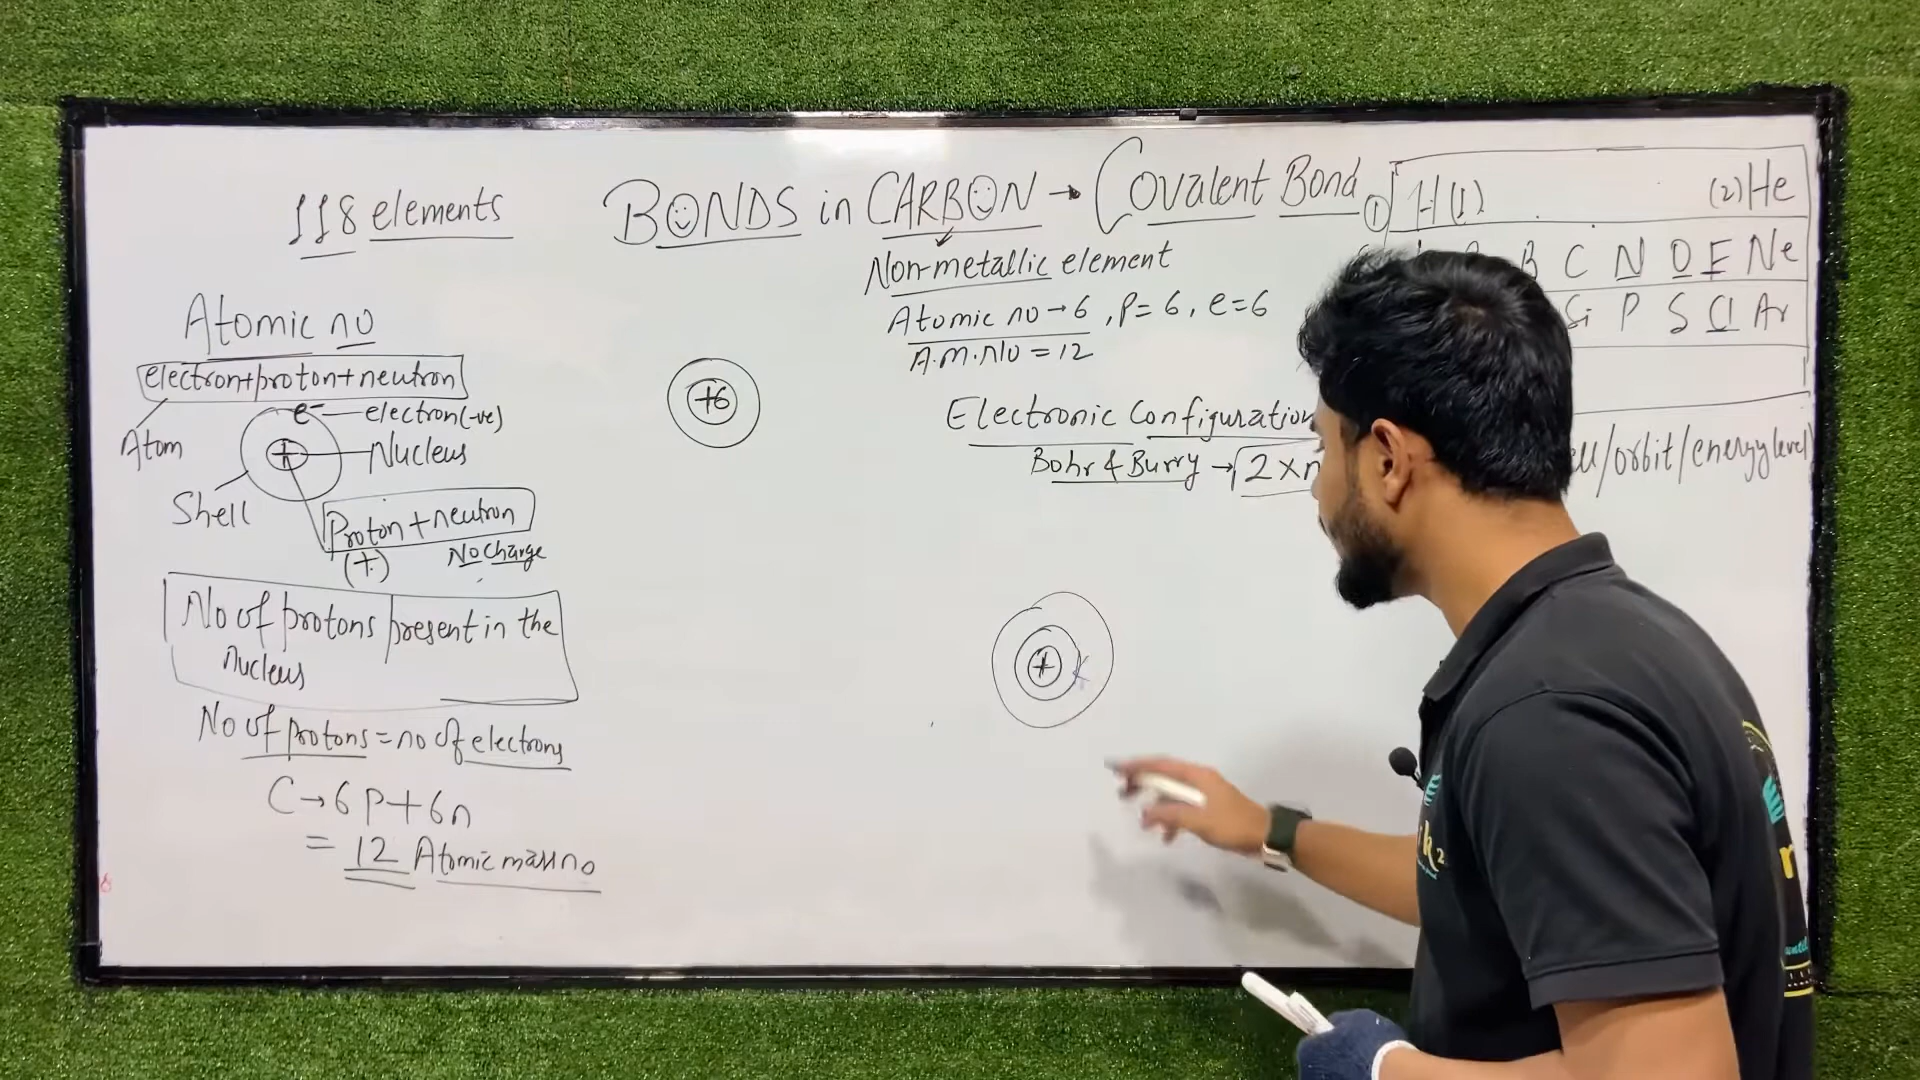 118 elements
BONDS in CARBON → Covalent Bond
Non-metallic element
Atomic no → 6, P = 6, e = 6
A.M.No = 12
① H(1) (2)He
B C N O F Ne
Si P S Cl Ar
Atomic no
electron+proton+neutron
Atom
e⁻
electron(-ve)
+
Nucleus
Shell
Proton + neutron
(+) No Charge
No of protons present in the
nucleus
No of protons = no of electrons
C → 6 P + 6 n
= 12 Atomic mass no
+6
Electronic Configuration
Bohr & Burry → 2 × n
/orbit/energy level
+ K